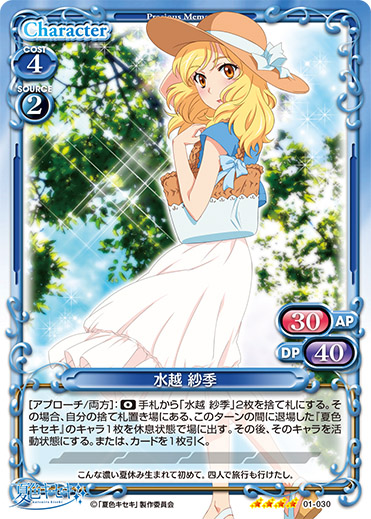 Precious Mem
Character
COST
4
SOURCE
2
30 AP
DP 40
水越 紗季
[アプローチ/両方]: 0 手札から「水越 紗季」2枚を捨て札にする。そ
の場合、自分の捨て札置き場にある、このターンの間に退場した『夏色
キセキ』のキャラ1枚を休息状態で場に出す。その後、そのキャラを活
動状態にする。または、カードを1枚引く。
こんな濃い夏休み生まれて初めて。四人で旅行も行けたし。
夏色キセキ
©「夏色キセキ」製作委員会
01-030